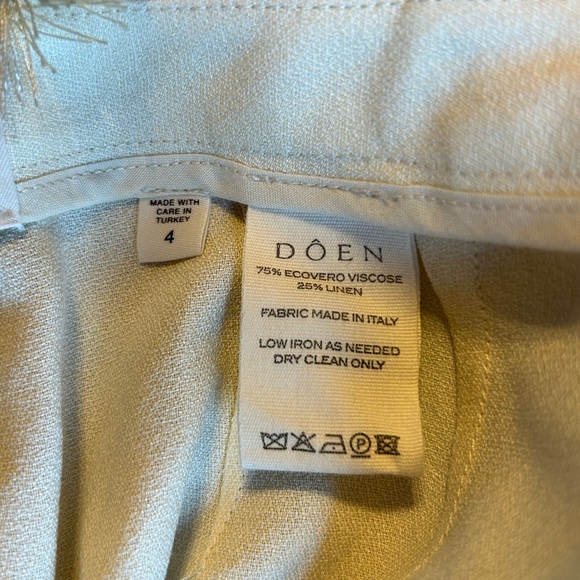 MADE WITH
CARE IN
TURKEY
4
DÔEN
75% ECOVERO VISCOSE
25% LINEN
FABRIC MADE IN ITALY
LOW IRON AS NEEDED
DRY CLEAN ONLY
P